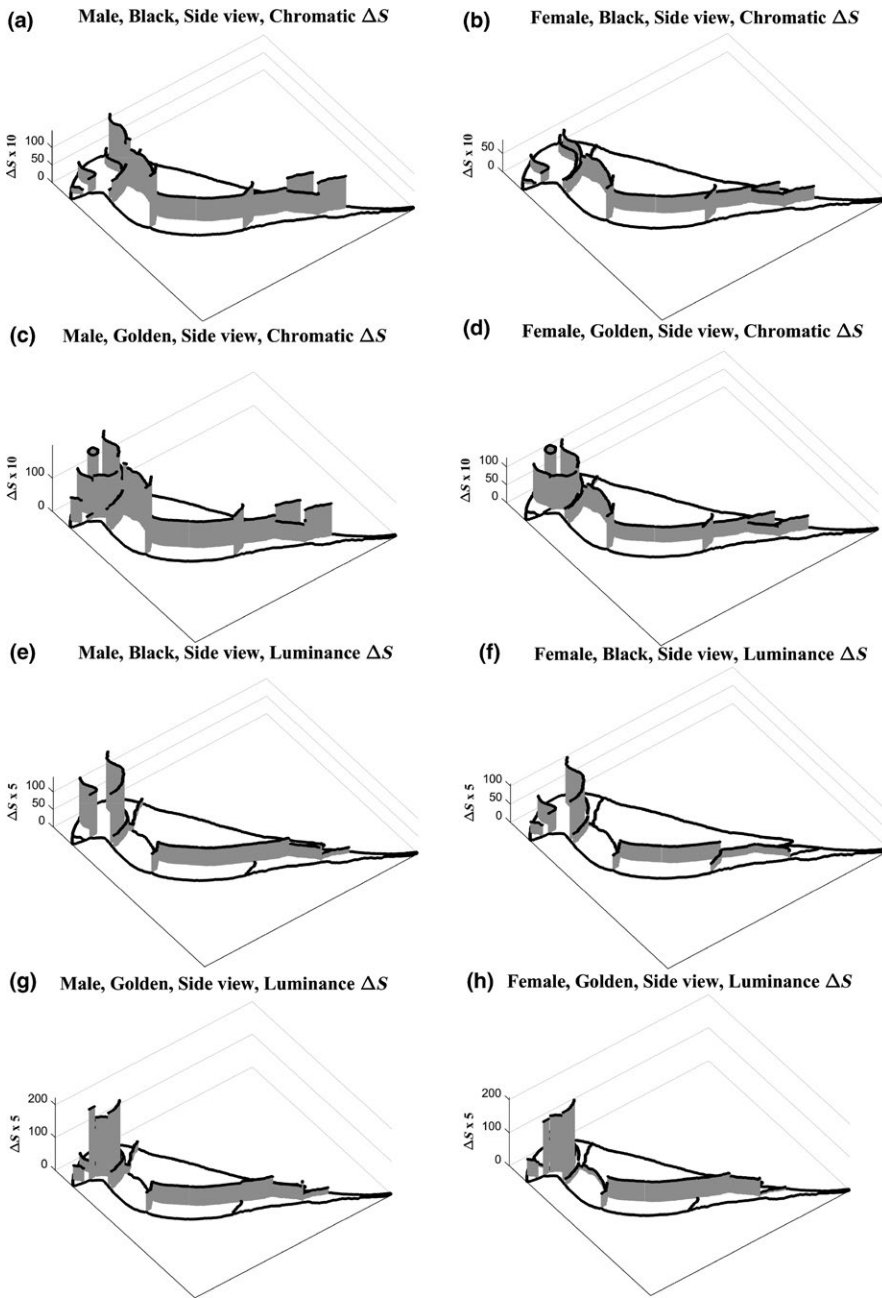 (a) Male, Black, Side view, Chromatic ΔS
ΔS x 10
100
50
0
(b) Female, Black, Side view, Chromatic ΔS
ΔS x 10
50
0
(c) Male, Golden, Side view, Chromatic ΔS
ΔS x 10
100
0
(d) Female, Golden, Side view, Chromatic ΔS
ΔS x 10
100
50
0
(e) Male, Black, Side view, Luminance ΔS
ΔS x 5
100
50
0
(f) Female, Black, Side view, Luminance ΔS
ΔS x 5
100
50
0
(g) Male, Golden, Side view, Luminance ΔS
ΔS x 5
200
100
0
(h) Female, Golden, Side view, Luminance ΔS
ΔS x 5
200
100
0